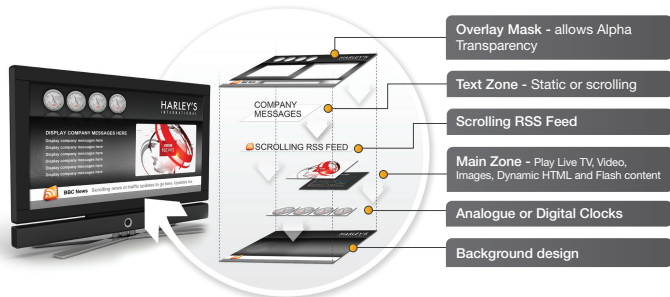 HARLEY'S
INTERNATIONAL
DISPLAY COMPANY MESSAGES HERE
Display company messages here
Display company messages here
Display company messages here
Display company messages here
Display company messages here
BBC
NEWS
BBC News Scrolling news or traffic updates to go here.
HARLEY'S
COMPANY
MESSAGES
SCROLLING RSS FEED
HARLEY'S
Overlay Mask - allows Alpha
Transparency
Text Zone - Static or scrolling
Scrolling RSS Feed
Main Zone - Play Live TV, Video,
Images, Dynamic HTML and Flash content
Analogue or Digital Clocks
Background design